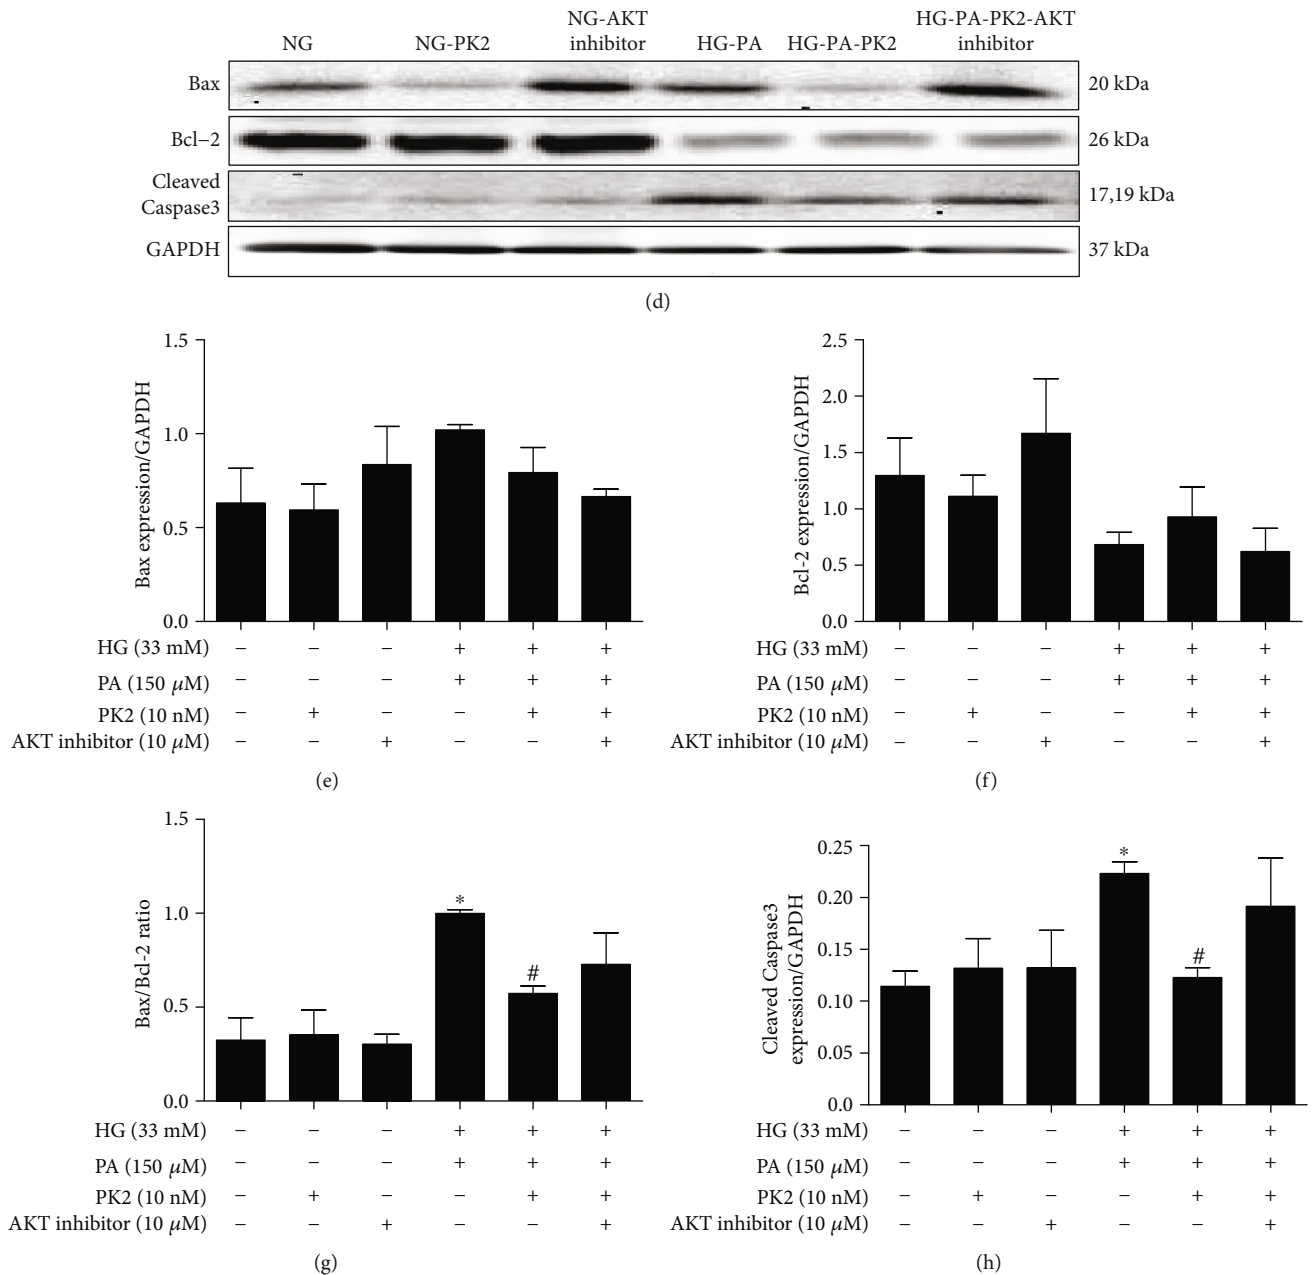 NG NG-PK2 NG-AKT inhibitor HG-PA HG-PA-PK2 HG-PA-PK2-AKT inhibitor
Bax 20 kDa
Bcl−2 26 kDa
Cleaved Caspase3 17,19 kDa
GAPDH 37 kDa
(d)
Bax expression/GAPDH
1.5
1.0
0.5
0.0
HG (33 mM) − − − + + +
PA (150 μM) − − − + + +
PK2 (10 nM) − + − − + +
AKT inhibitor (10 μM) − − + − − +
(e)
Bcl-2 expression/GAPDH
2.5
2.0
1.5
1.0
0.5
0.0
HG (33 mM) − − − + + +
PA (150 μM) − − − + + +
PK2 (10 nM) − + − − + +
AKT inhibitor (10 μM) − − + − − +
(f)
Bax/Bcl-2 ratio
1.5
1.0
0.5
0.0
* #
HG (33 mM) − − − + + +
PA (150 μM) − − − + + +
PK2 (10 nM) − + − − + +
AKT inhibitor (10 μM) − − + − − +
(g)
Cleaved Caspase3
expression/GAPDH
0.25
0.20
0.15
0.10
0.05
0.0
* #
HG (33 mM) − − − + + +
PA (150 μM) − − − + + +
PK2 (10 nM) − + − − + +
AKT inhibitor (10 μM) − − + − − +
(h)